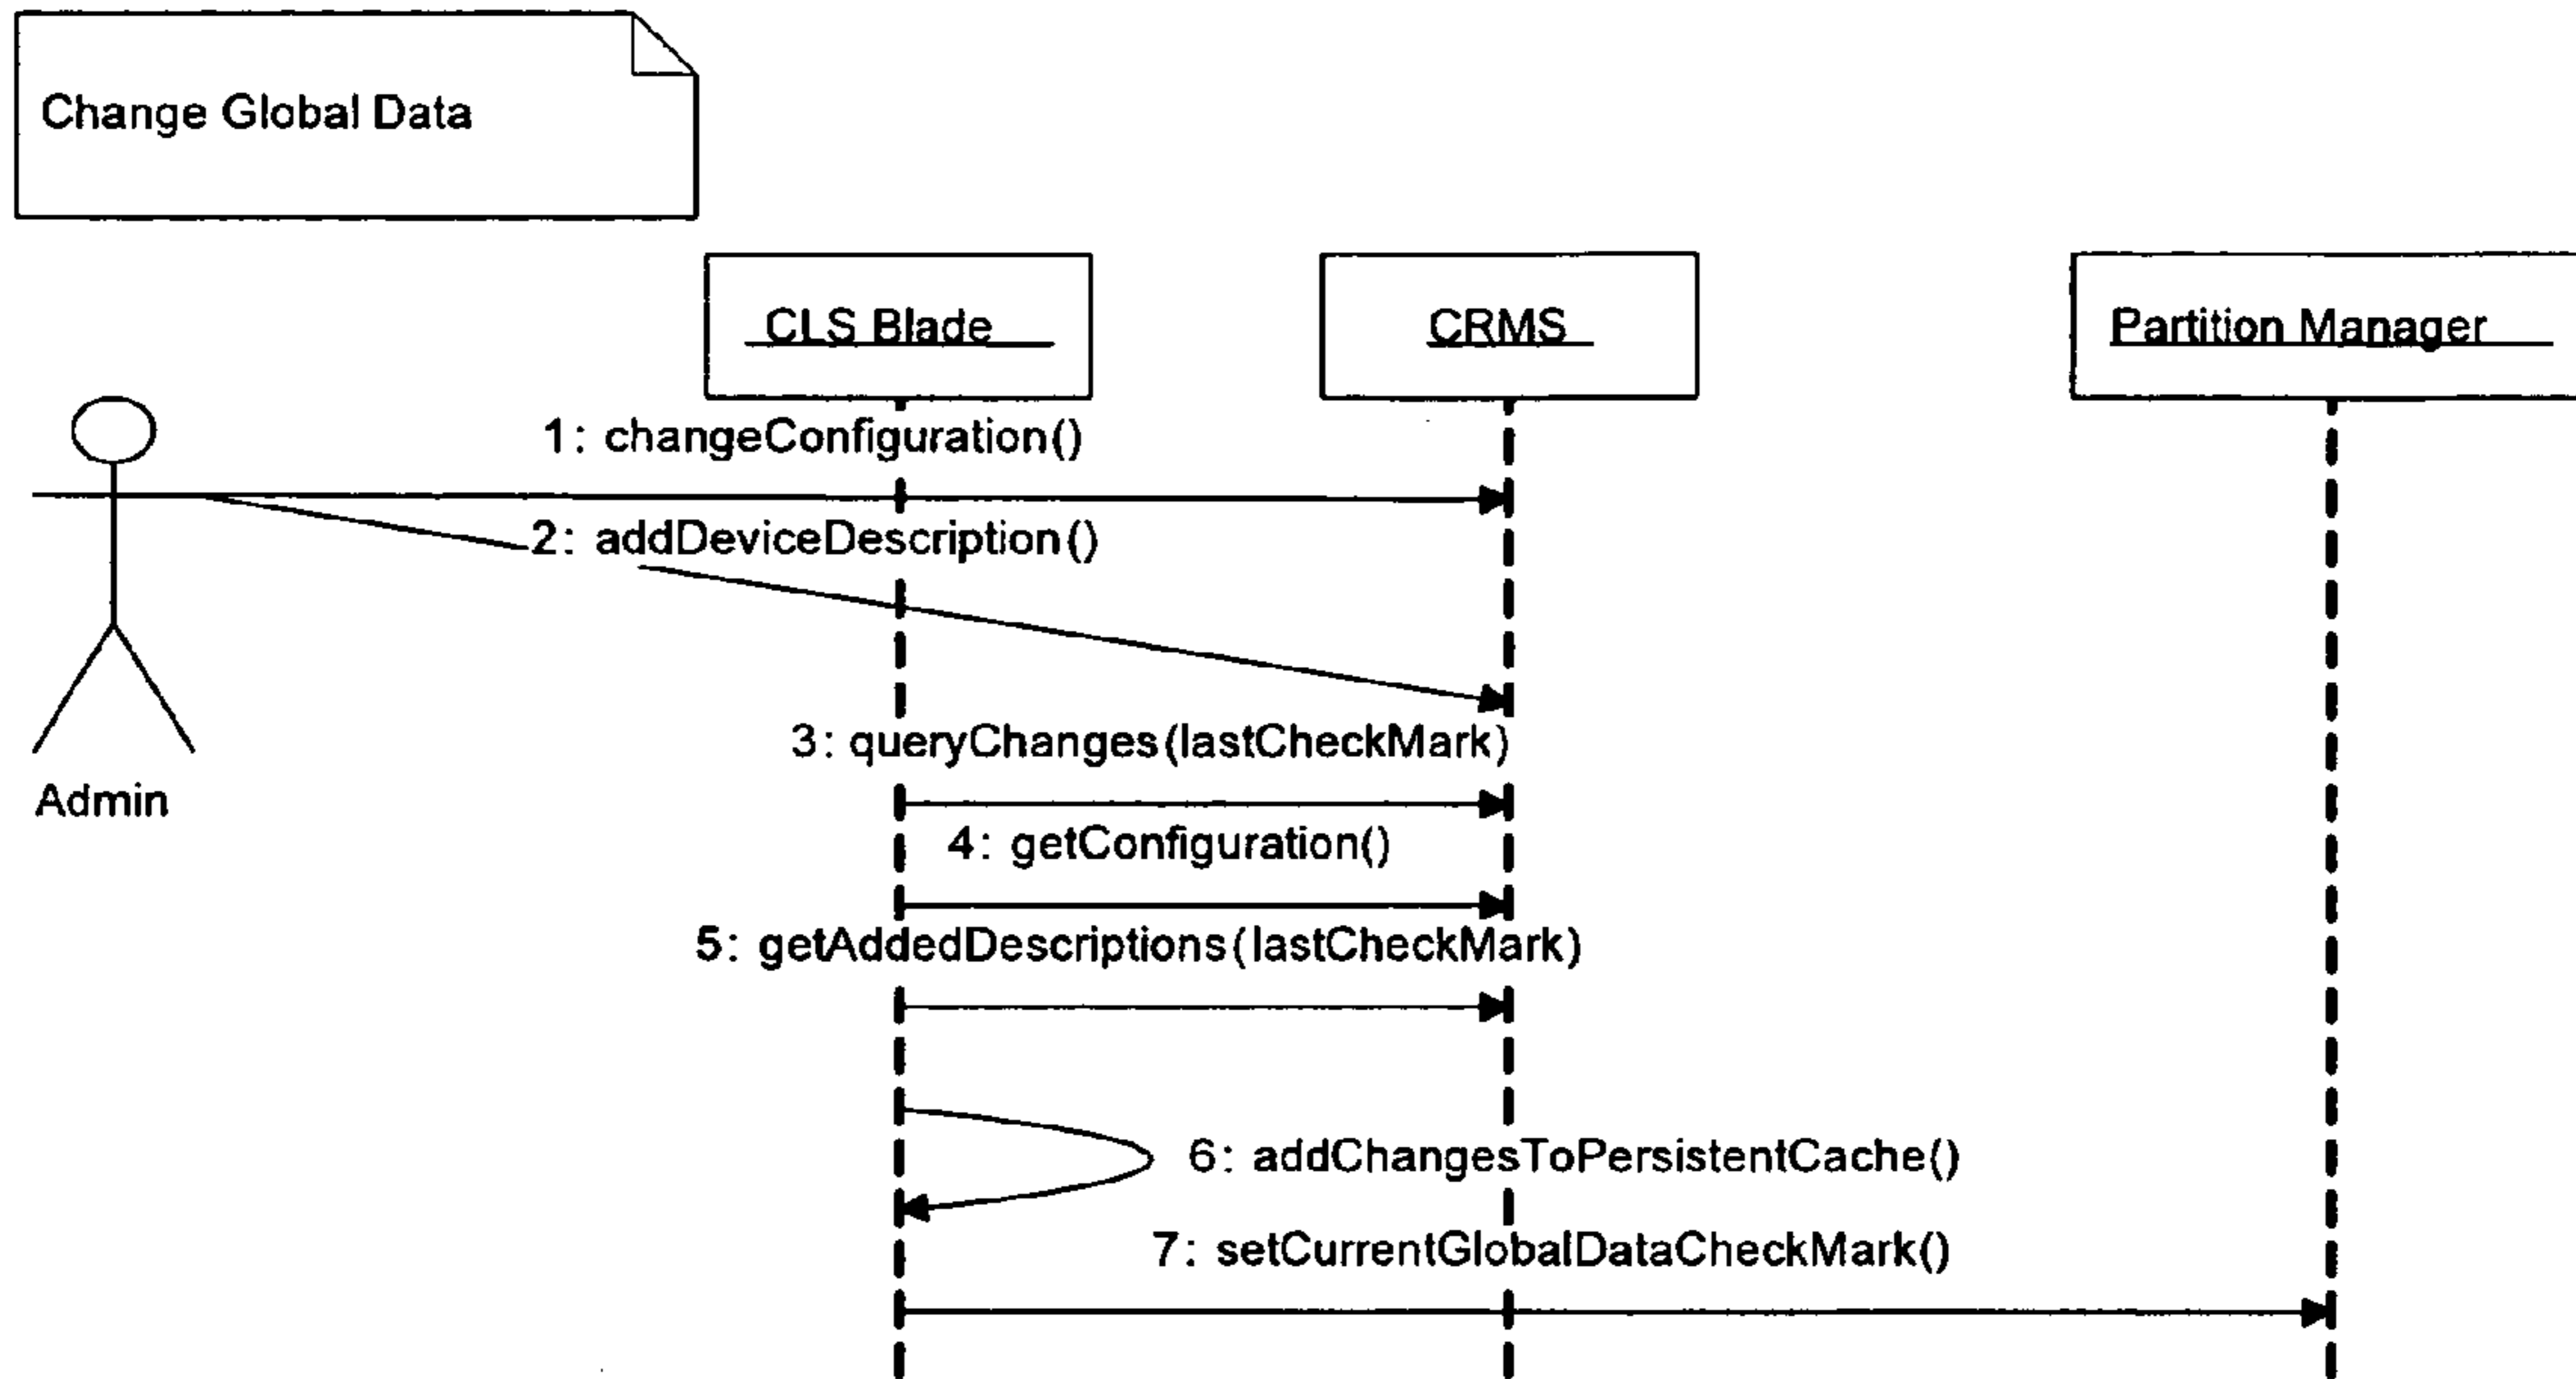 Change Global Data
CLS Blade
CRMS
Partition Manager
1: changeConfiguration()
2: addDeviceDescription()
3: queryChanges(lastCheckMark)
Admin
4: getConfiguration()
5: getAddedDescriptions(lastCheckMark)
6: addChangesToPersistentCache()
7: setCurrentGlobalDataCheckMark()